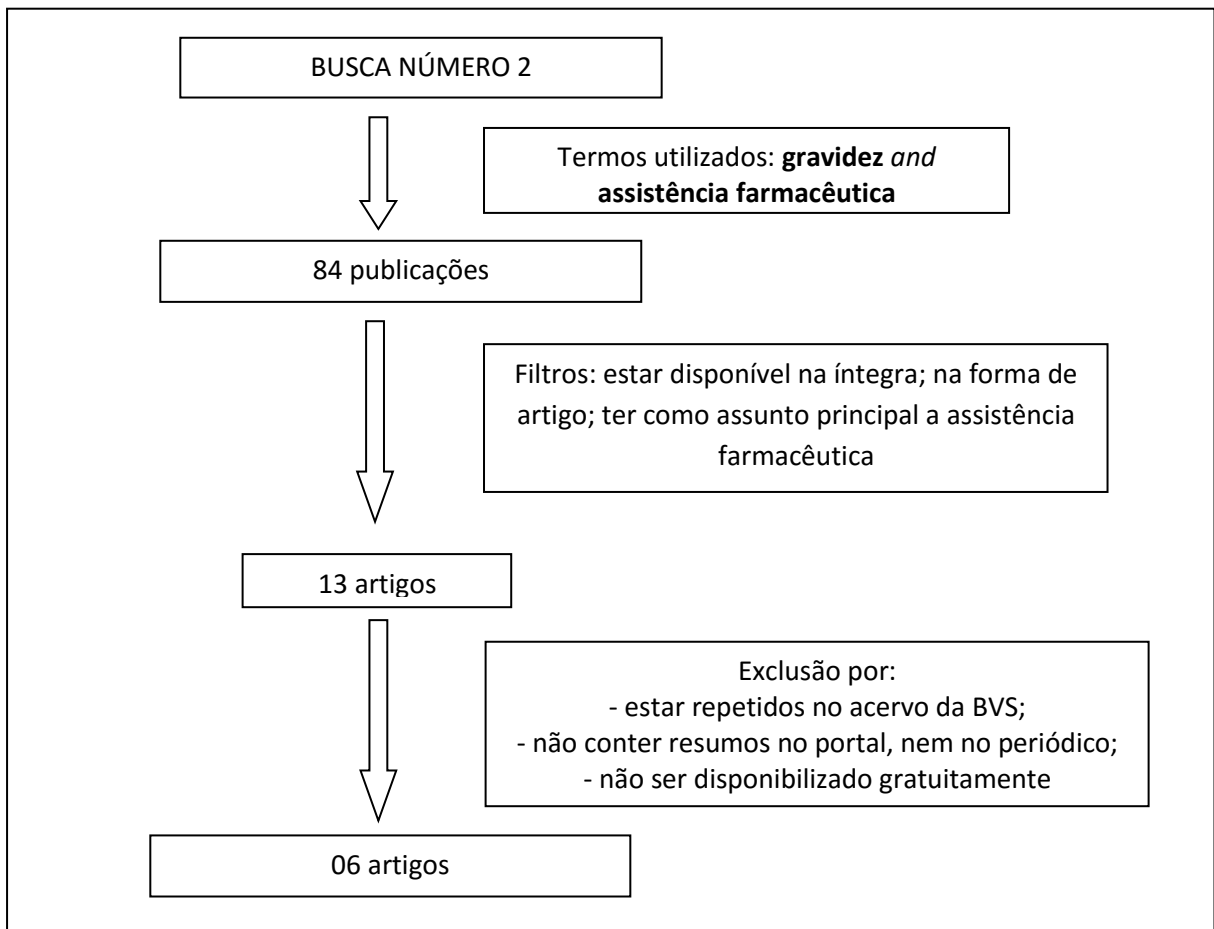 BUSCA NÚMERO 2
Termos utilizados: gravidez and
assistência farmacêutica
84 publicações
Filtros: estar disponível na íntegra; na forma de
artigo; ter como assunto principal a assistência
farmacêutica
13 artigos
Exclusão por:
- estar repetidos no acervo da BVS;
- não conter resumos no portal, nem no periódico;
- não ser disponibilizado gratuitamente
06 artigos